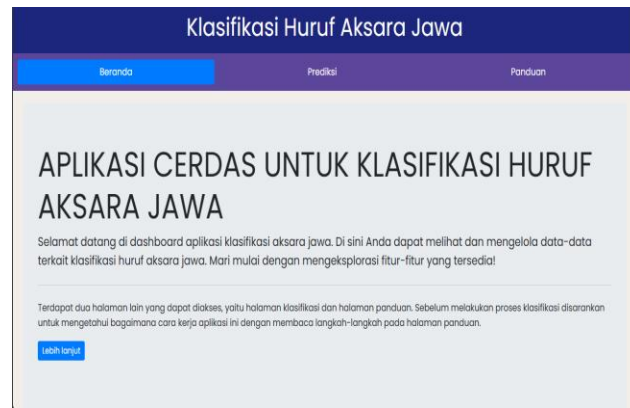 Klasifikasi Huruf Aksara Jawa
Beranda Prediksi Panduan
APLIKASI CERDAS UNTUK KLASIFIKASI HURUF
AKSARA JAWA
Selamat datang di dashboard aplikasi klasifikasi aksara jawa. Di sini Anda dapat melihat dan mengelola data-data
terkait klasifikasi huruf aksara jawa. Mari mulai dengan mengeksplorasi fitur-fitur yang tersedia!
Terdapat dua halaman lain yang dapat diakses, yaitu halaman klasifikasi dan halaman panduan. Sebelum melakukan proses klasifikasi disarankan
untuk mengetahui bagaimana cara kerja aplikasi ini dengan membaca langkah-langkah pada halaman panduan.
Lebih lanjut